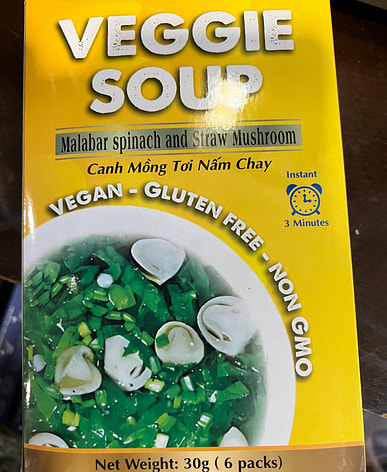 VEGGIE
SOUP
Malabar spinach and Straw Mushroom
Canh Mồng Tơi Nấm Chay
Instant
3 Minutes
VEGAN - GLUTEN FREE - NON GMO
Net Weight: 30g ( 6 packs)